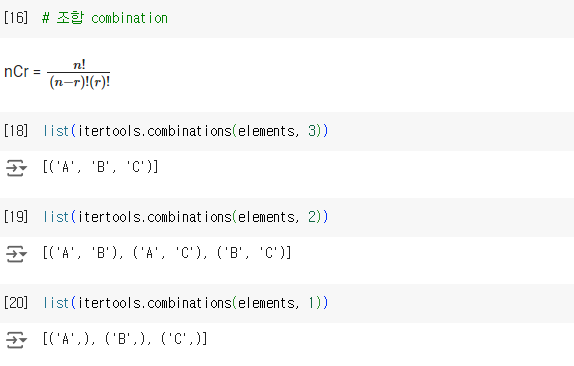 [16] # 조합 combination
nCr = n! / (n−r)!(r)!
[18] list(itertools.combinations(elements, 3))
[('A', 'B', 'C')]
[19] list(itertools.combinations(elements, 2))
[('A', 'B'), ('A', 'C'), ('B', 'C')]
[20] list(itertools.combinations(elements, 1))
[('A',), ('B',), ('C',)]